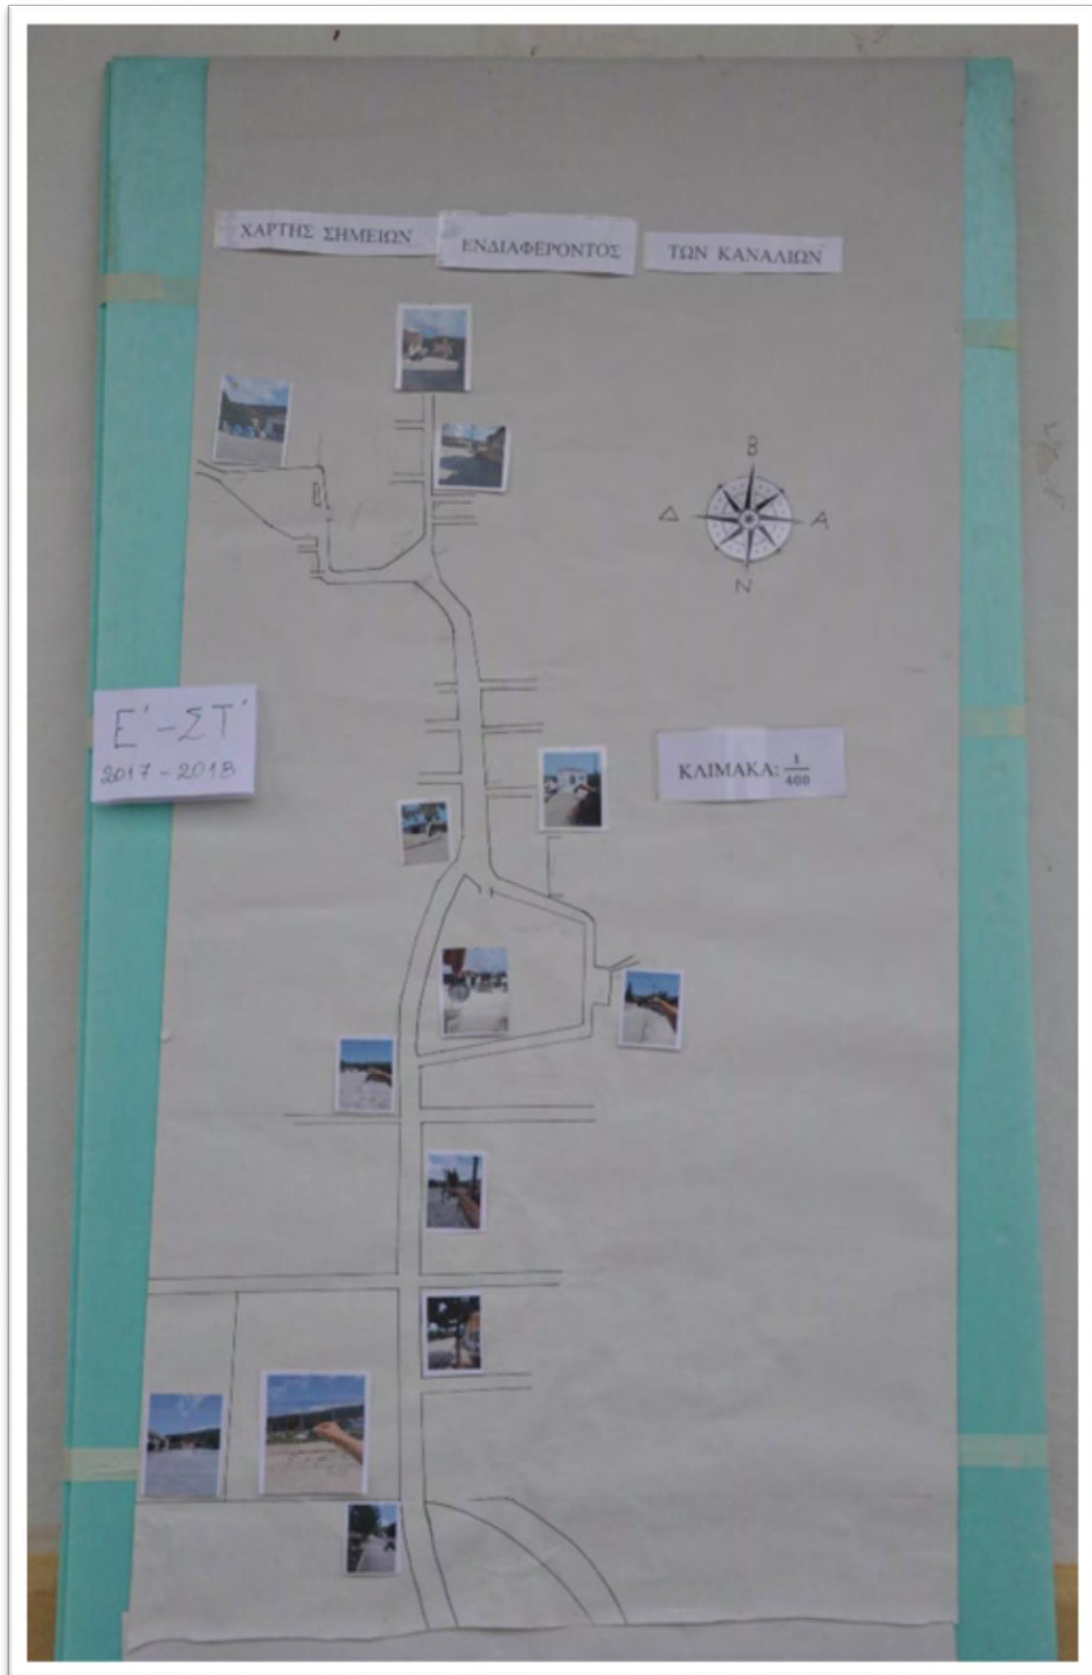 ΧΑΡΤΗΣ ΣΗΜΕΙΩΝ ΕΝΔΙΑΦΕΡΟΝΤΟΣ ΤΩΝ ΚΑΝΑΛΙΩΝ
Β
Δ Α
Ν
Ε΄-ΣΤ΄
2017-2018
ΚΛΙΜΑΚΑ: 1/400